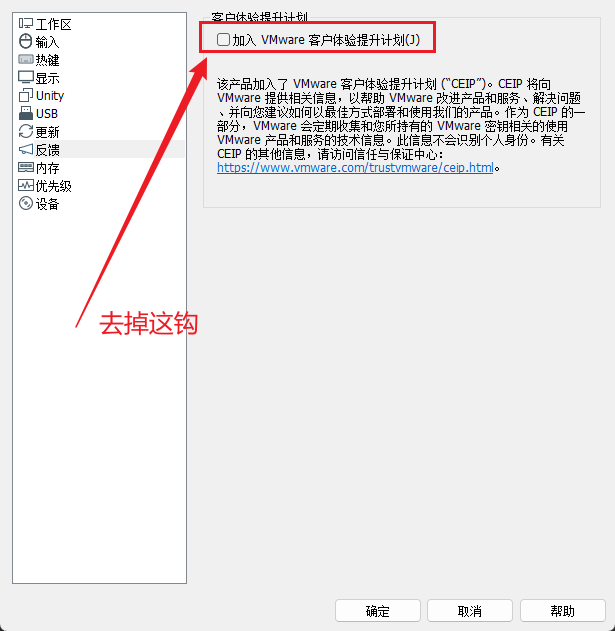 工作区
输入
热键
显示
Unity
USB
更新
反馈
内存
优先级
设备
客户体验提升计划
加入 VMware 客户体验提升计划(J)
该产品加入了 VMware 客户体验提升计划 (“CEIP”)。CEIP 将向
VMware 提供相关信息，以帮助 VMware 改进产品和服务、解决问题
、并向您建议如何以最佳方式部署和使用我们的产品。作为 CEIP 的一
部分，VMware 会定期收集和您所持有的 VMware 密钥相关的使用
VMware 产品和服务的技术信息。此信息不会识别个人身份。有关
CEIP 的其他信息，请访问信任与保证中心：
https://www.vmware.com/trustvmware/ceip.html。
去掉这钩
确定
取消
帮助